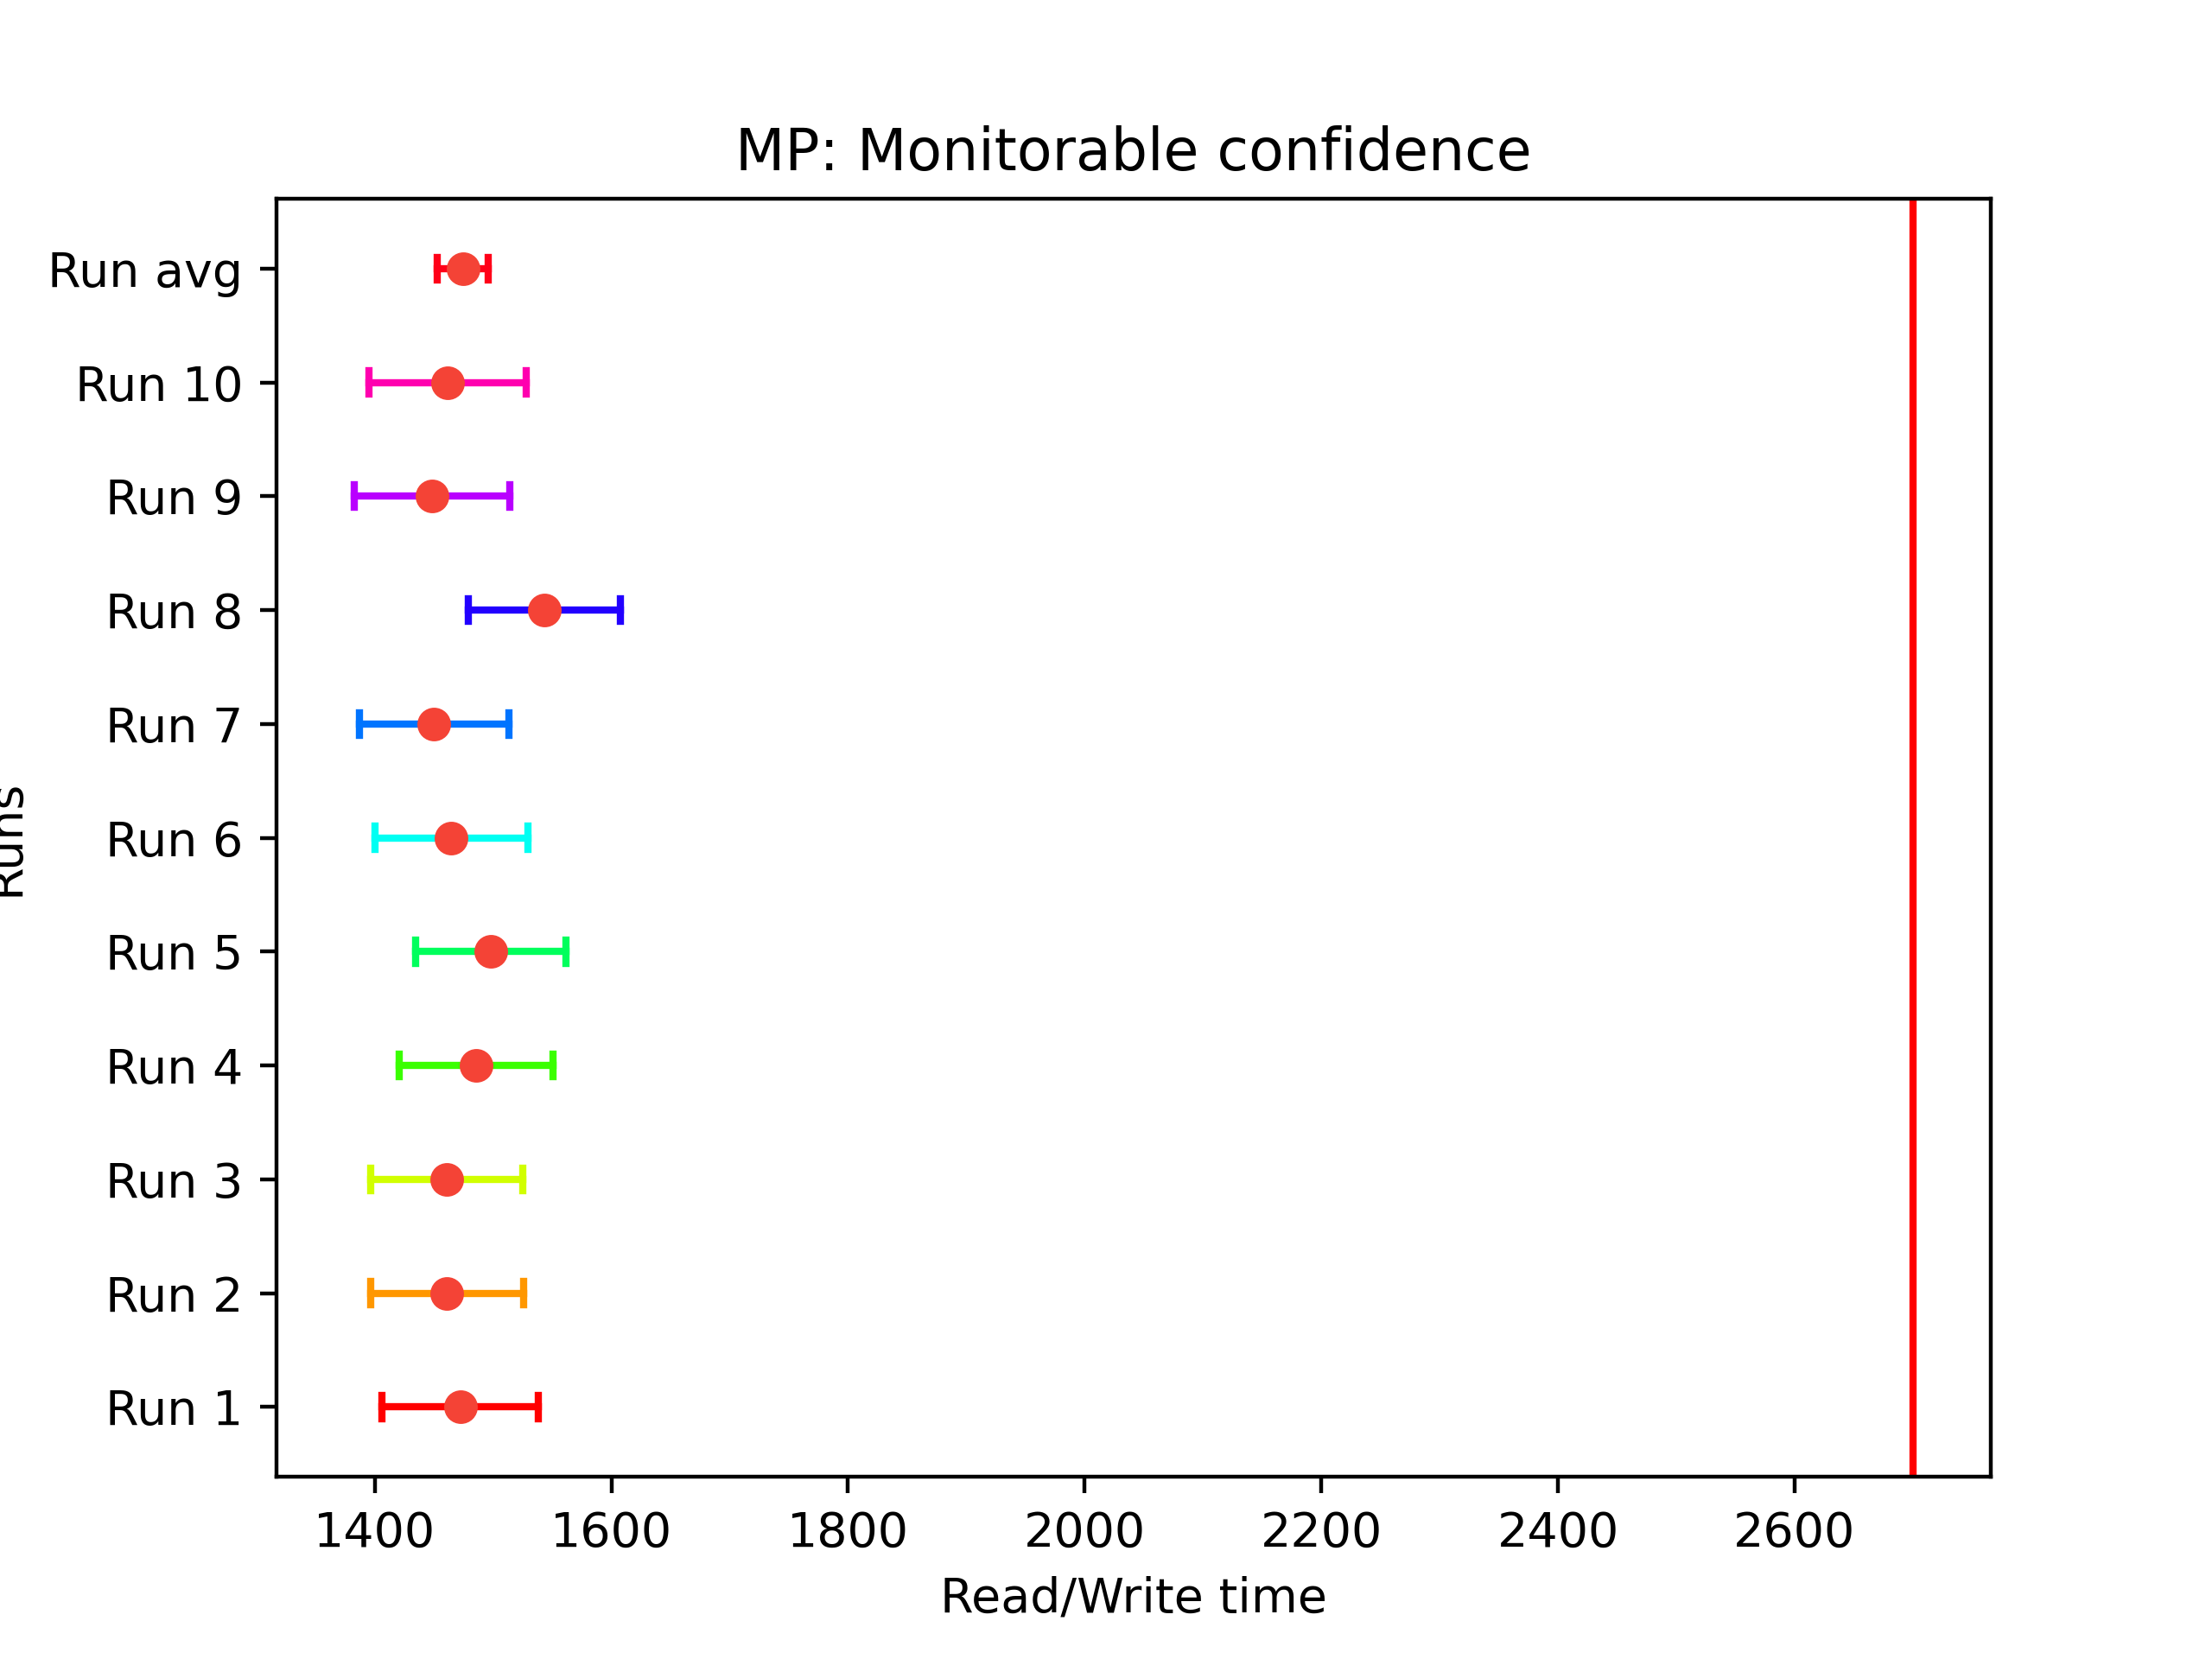 MP: Monitorable confidence
Run avg
Run 10
Run 9
Run 8
Run 7
Run 6
Run 5
Run 4
Run 3
Run 2
Run 1
Runs
1400 1600 1800 2000 2200 2400 2600
Read/Write time